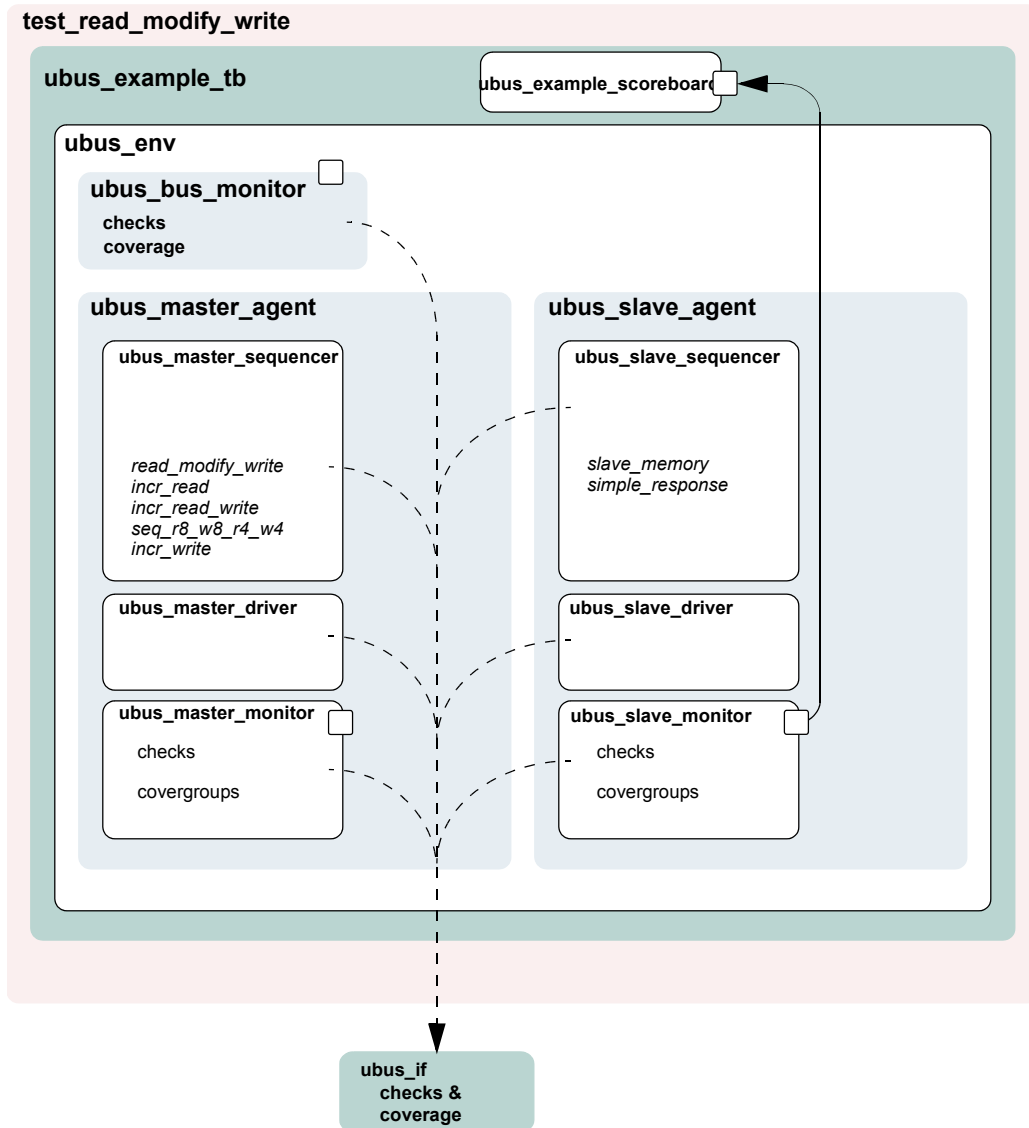 test_read_modify_write
ubus_example_tb
ubus_example_scoreboard
ubus_env
ubus_bus_monitor
checks
coverage
ubus_master_agent
ubus_master_sequencer
read_modify_write
incr_read
incr_read_write
seq_r8_w8_r4_w4
incr_write
ubus_master_driver
ubus_master_monitor
checks
covergroups
ubus_slave_agent
ubus_slave_sequencer
slave_memory
simple_response
ubus_slave_driver
ubus_slave_monitor
checks
covergroups
ubus_if
checks &
coverage